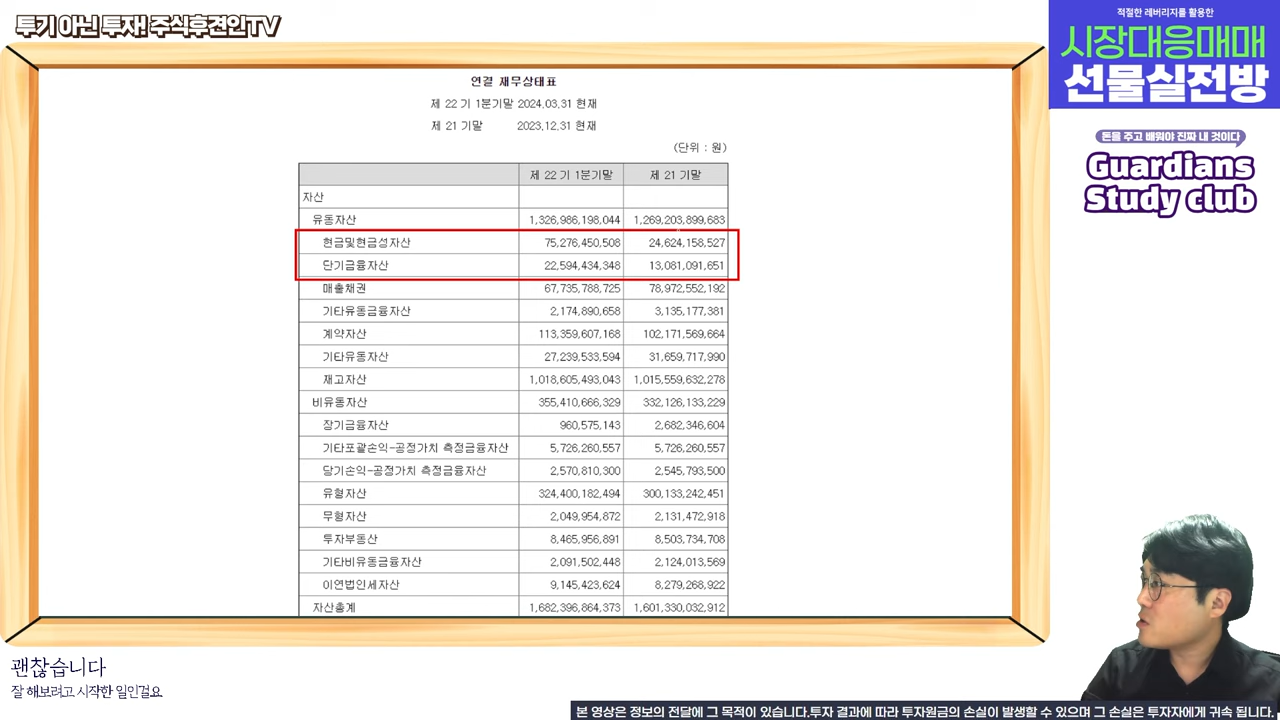 투기 아닌 투자! 주식후견인TV
적절한 레버리지를 활용한
시장대응매매
선물실전방
돈을 주고 배워야 진짜 내 것이다
Guardians
Study club
연결 재무상태표
제 22 기 1분기말 2024.03.31 현재
제 21 기말 2023.12.31 현재
(단위 : 원)
제 22 기 1분기말 제 21 기말
자산
유동자산 1,326,986,198,044 1,269,203,899,683
현금및현금성자산 75,276,450,508 24,624,158,527
단기금융자산 22,594,434,348 13,081,091,651
매출채권 67,735,788,725 78,972,552,192
기타유동금융자산 2,174,890,658 3,135,177,381
계약자산 113,359,607,168 102,171,569,664
기타유동자산 27,239,533,594 31,659,717,990
재고자산 1,018,605,493,043 1,015,559,632,278
비유동자산 355,410,666,329 332,126,133,229
장기금융자산 960,575,143 2,682,346,604
기타포괄손익-공정가치 측정금융자산 5,726,260,557 5,726,260,557
당기손익-공정가치 측정금융자산 2,570,810,300 2,545,793,500
유형자산 324,400,182,494 300,133,242,451
무형자산 2,049,954,872 2,131,472,918
투자부동산 8,465,956,891 8,503,734,708
기타비유동금융자산 2,091,502,448 2,124,013,569
이연법인세자산 9,145,423,624 8,279,268,922
자산총계 1,682,396,864,373 1,601,330,032,912
괜찮습니다
잘 해보려고 시작한 일인걸요
본 영상은 정보의 전달에 그 목적이 있습니다.투자 결과에 따라 투자원금의 손실이 발생할 수 있으며 그 손실은 투자자에게 귀속 됩니다.